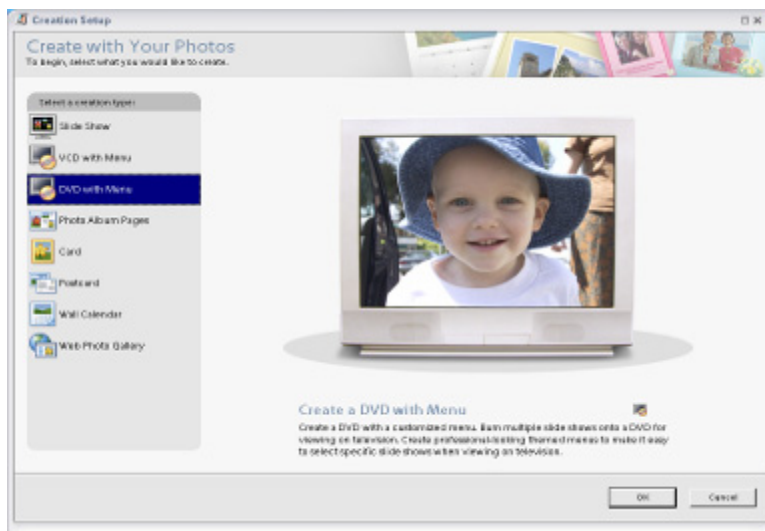 Creation Setup
Create with Your Photos
To begin, select what you would like to create.
Select a creation type:
Slide Show
VCD with Menu
DVD with Menu
Photo Album Pages
Card
Postcard
Wall Calendar
Web Photo Gallery
Create a DVD with Menu
Create a DVD with a customized menu. Burn multiple slide shows onto a DVD for
viewing on television. Create professional-looking themed menus to make it easy
to select specific slide shows when viewing on television.
OK
Cancel